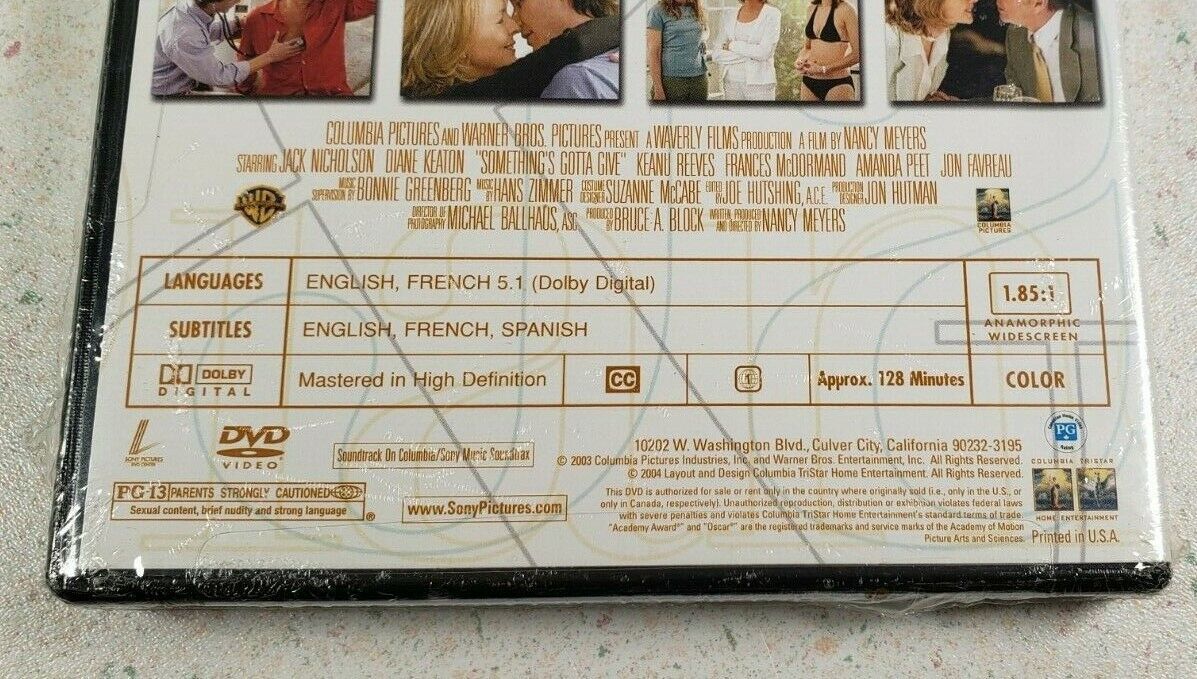 COLUMBIA PICTURES AND WARNER BROS. PICTURES PRESENT A WAVERLY FILMS PRODUCTION A FILM BY NANCY MEYERS
STARRING JACK NICHOLSON DIANE KEATON "SOMETHING'S GOTTA GIVE" KEANU REEVES FRANCES McDORMAND AMANDA PEET JON FAVREAU
MUSIC SUPERVISION BY BONNIE GREENBERG MUSIC BY HANS ZIMMER COSTUME DESIGNER SUZANNE McCABE EDITED BY JOE HUTSHING, A.C.E. PRODUCTION DESIGNER JON HUTMAN
DIRECTOR OF PHOTOGRAPHY MICHAEL BALLHAUS, ASC PRODUCED BY BRUCE A. BLOCK WRITTEN, PRODUCED AND DIRECTED BY NANCY MEYERS
COLUMBIA
PICTURES
LANGUAGES ENGLISH, FRENCH 5.1 (Dolby Digital)
1.85:1
ANAMORPHIC
WIDESCREEN
SUBTITLES ENGLISH, FRENCH, SPANISH
DOLBY
DIGITAL
Mastered in High Definition CC Approx. 128 Minutes COLOR
SONY PICTURES
DVD CENTER
DVD
VIDEO
Soundtrack On Columbia/Sony Music Soundtrax
PG
10202 W. Washington Blvd., Culver City, California 90232-3195
© 2003 Columbia Pictures Industries, Inc. and Warner Bros. Entertainment, Inc. All Rights Reserved.
© 2004 Layout and Design Columbia TriStar Home Entertainment. All Rights Reserved.
COLUMBIA TRISTAR
HOME ENTERTAINMENT
PG-13 PARENTS STRONGLY CAUTIONED ®
Sexual content, brief nudity and strong language
www.SonyPictures.com
This DVD is authorized for sale or rent only in the country where originally sold (i.e., only in the U.S., or
only in Canada, respectively). Unauthorized reproduction, distribution or exhibition violates federal laws
with severe penalties and violates Columbia TriStar Home Entertainment's standard terms of trade.
"Academy Award®" and "Oscar®" are the registered trademarks and service marks of the Academy of Motion
Picture Arts and Sciences. Printed in U.S.A.